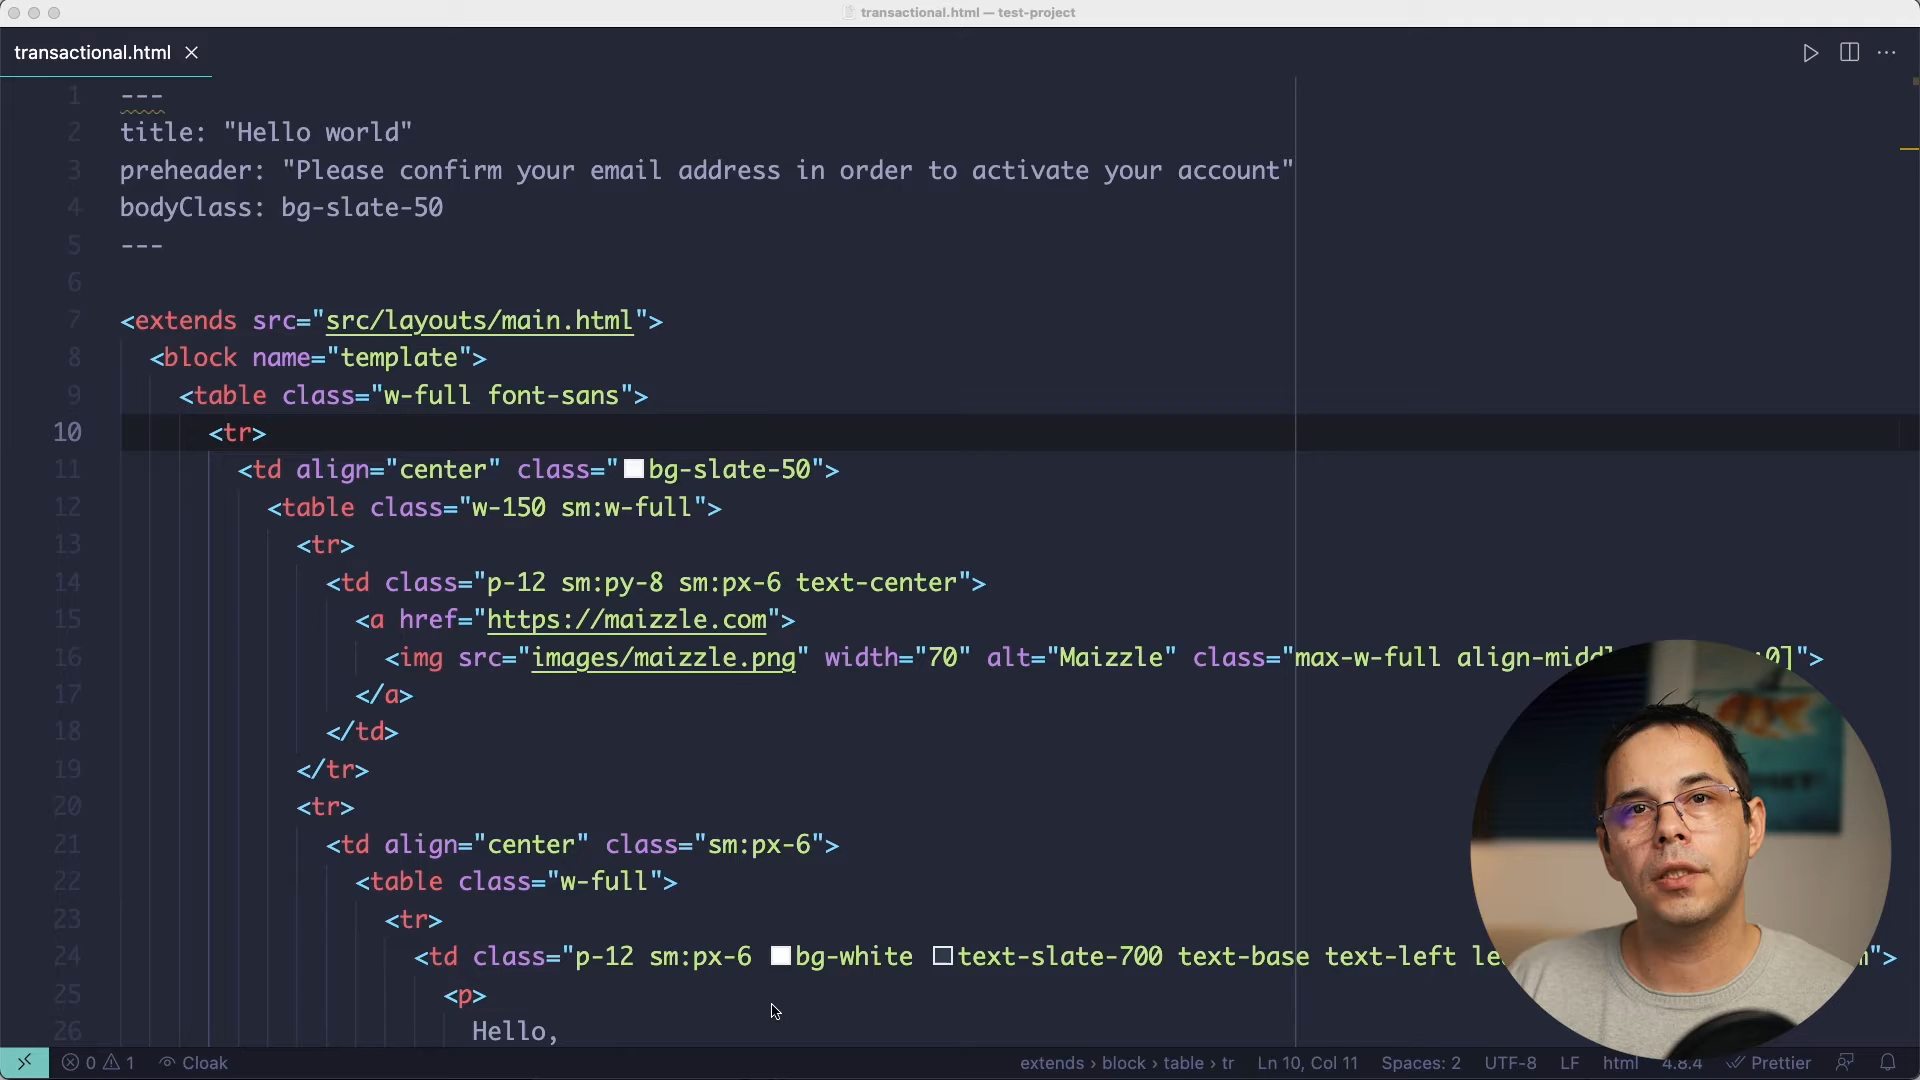 transactional.html — test-project
transactional.html
1 ---
2 title: "Hello world"
3 preheader: "Please confirm your email address in order to activate your account"
4 bodyClass: bg-slate-50
5 ---
6
7 <extends src="src/layouts/main.html">
8 <block name="template">
9 <table class="w-full font-sans">
10 <tr>
11 <td align="center" class="bg-slate-50">
12 <table class="w-150 sm:w-full">
13 <tr>
14 <td class="p-12 sm:py-8 sm:px-6 text-center">
15 <a href="https://maizzle.com">
16 <img src="images/maizzle.png" width="70" alt="Maizzle" class="max-w-full align-middl :0]">
17 </a>
18 </td>
19 </tr>
20 <tr>
21 <td align="center" class="sm:px-6">
22 <table class="w-full">
23 <tr>
24 <td class="p-12 sm:px-6 bg-white text-slate-700 text-base text-left le ">
25 <p>
26 Hello,
0 1 Cloak extends › block › table › tr Ln 10, Col 11 Spaces: 2 UTF-8 LF html 4.8.4 Prettier